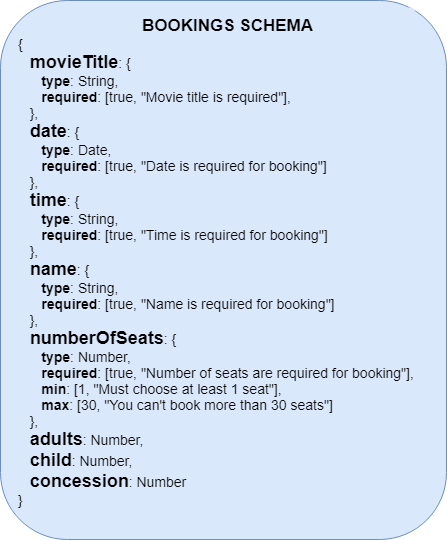 BOOKINGS SCHEMA
{
movieTitle: {
type: String,
required: [true, "Movie title is required"],
},
date: {
type: Date,
required: [true, "Date is required for booking"]
},
time: {
type: String,
required: [true, "Time is required for booking"]
},
name: {
type: String,
required: [true, "Name is required for booking"]
},
numberOfSeats: {
type: Number,
required: [true, "Number of seats are required for booking"],
min: [1, "Must choose at least 1 seat"],
max: [30, "You can't book more than 30 seats"]
},
adults: Number,
child: Number,
concession: Number
}